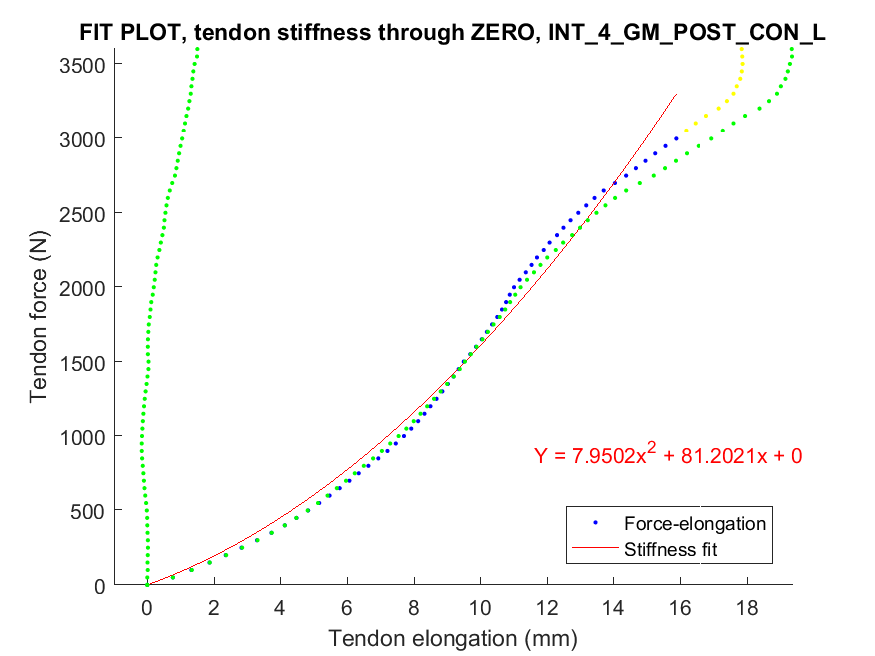 FIT PLOT, tendon stiffness through ZERO, INT_4_GM_POST_CON_L
3500
3000
2500
2000
1500
1000
500
0
Tendon force (N)
Y = 7.9502x² + 81.2021x + 0
Force-elongation
Stiffness fit
0 2 4 6 8 10 12 14 16 18
Tendon elongation (mm)